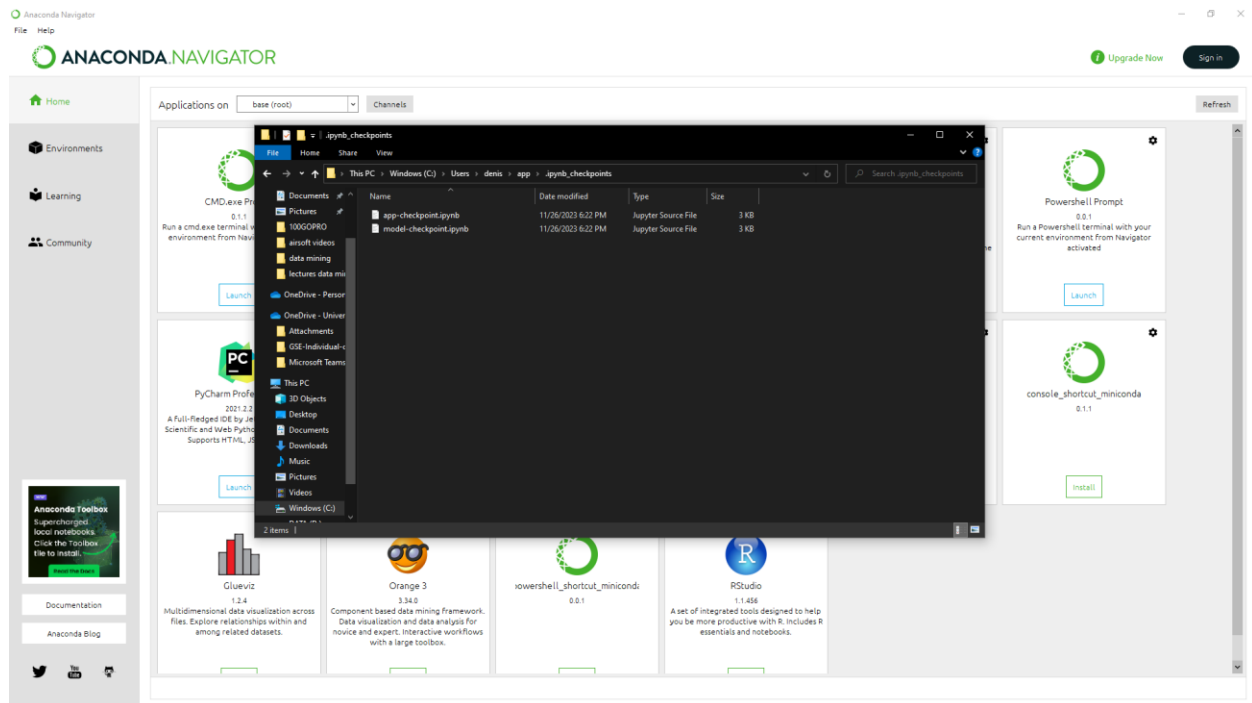 Anaconda Navigator
File Help
ANACONDA.NAVIGATOR
Upgrade Now
Sign in
Home
Environments
Learning
Community
Applications on base (root) Channels
Refresh
CMD.exe Pr
0.1.1
Run a cmd.exe terminal w
environment from Navi
Launch
Powershell Prompt
0.0.1
Run a Powershell terminal with your
current environment from Navigator
activated
Launch
PC
PyCharm Profe
2021.2.2
A full-fledged IDE by Je
Scientific and Web Pytho
Supports HTML, JS
Launch
console_shortcut_miniconda
0.1.1
Install
.ipynb_checkpoints
File Home Share View
This PC > Windows (C:) > Users > denis > app > .ipynb_checkpoints
Search .ipynb_checkpoints
Documents
Pictures
100GOPRO
airsoft videos
data mining
lectures data mi
OneDrive - Person
OneDrive - Univer
Attachments
GSE-Individual-c
Microsoft Teams
This PC
3D Objects
Desktop
Documents
Downloads
Music
Pictures
Videos
Windows (C:)
Name Date modified Type Size
app-checkpoint.ipynb 11/26/2023 6:22 PM Jupyter Source File 3 KB
model-checkpoint.ipynb 11/26/2023 6:22 PM Jupyter Source File 3 KB
2 items
Glueviz
1.2.4
Multidimensional data visualization across
files. Explore relationships within and
among related datasets.
Orange 3
3.34.0
Component based data mining framework.
Data visualization and data analysis for
novice and expert. Interactive workflows
with a large toolbox.
powershell_shortcut_miniconda
0.0.1
R
RStudio
1.1.456
A set of integrated tools designed to help
you be more productive with R. Includes R
essentials and notebooks.
NEW
Anaconda Toolbox
Supercharged
local notebooks.
Click the Toolbox
tile to install.
Read the Docs
Documentation
Anaconda Blog
You
Tube